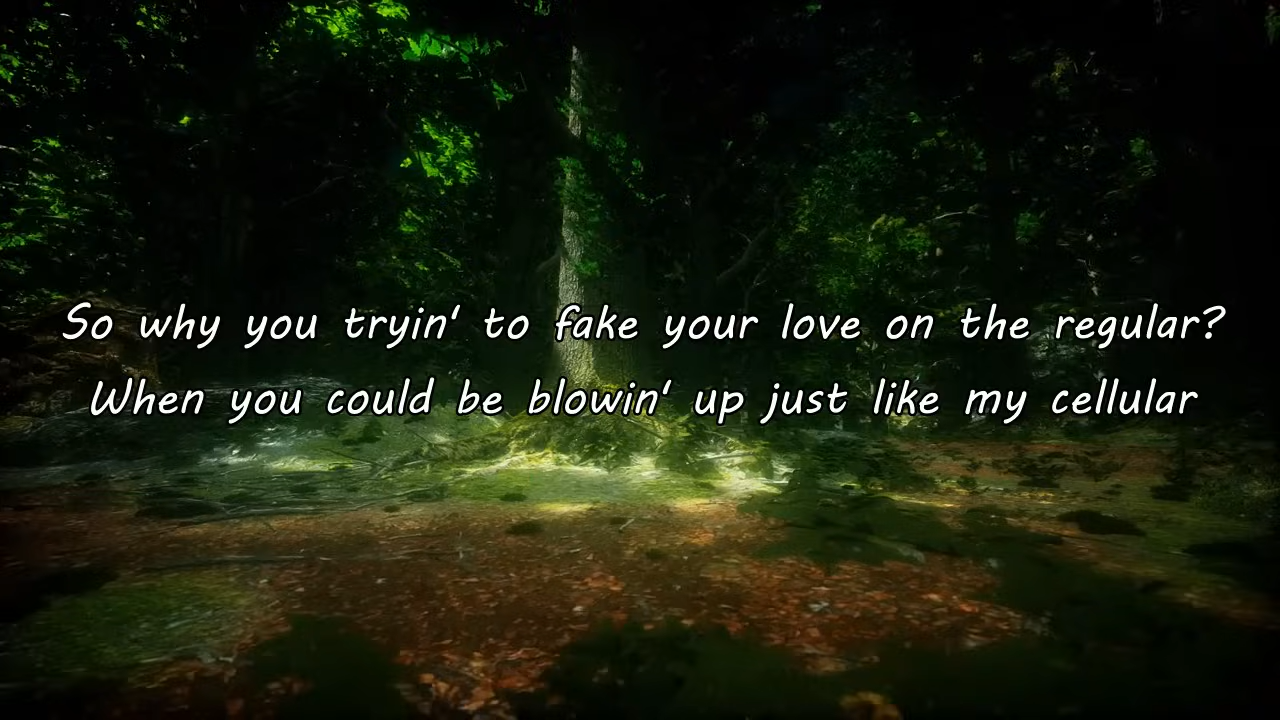 So why you tryin' to fake your love on the regular?
When you could be blowin' up just like my cellular